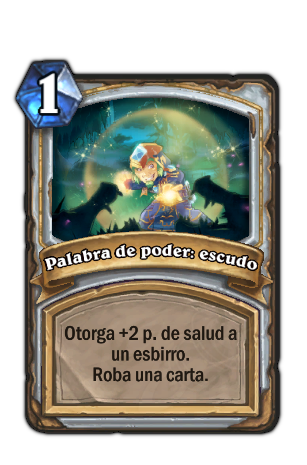 1
Palabra de poder: escudo
Otorga +2 p. de salud a
un esbirro.
Roba una carta.